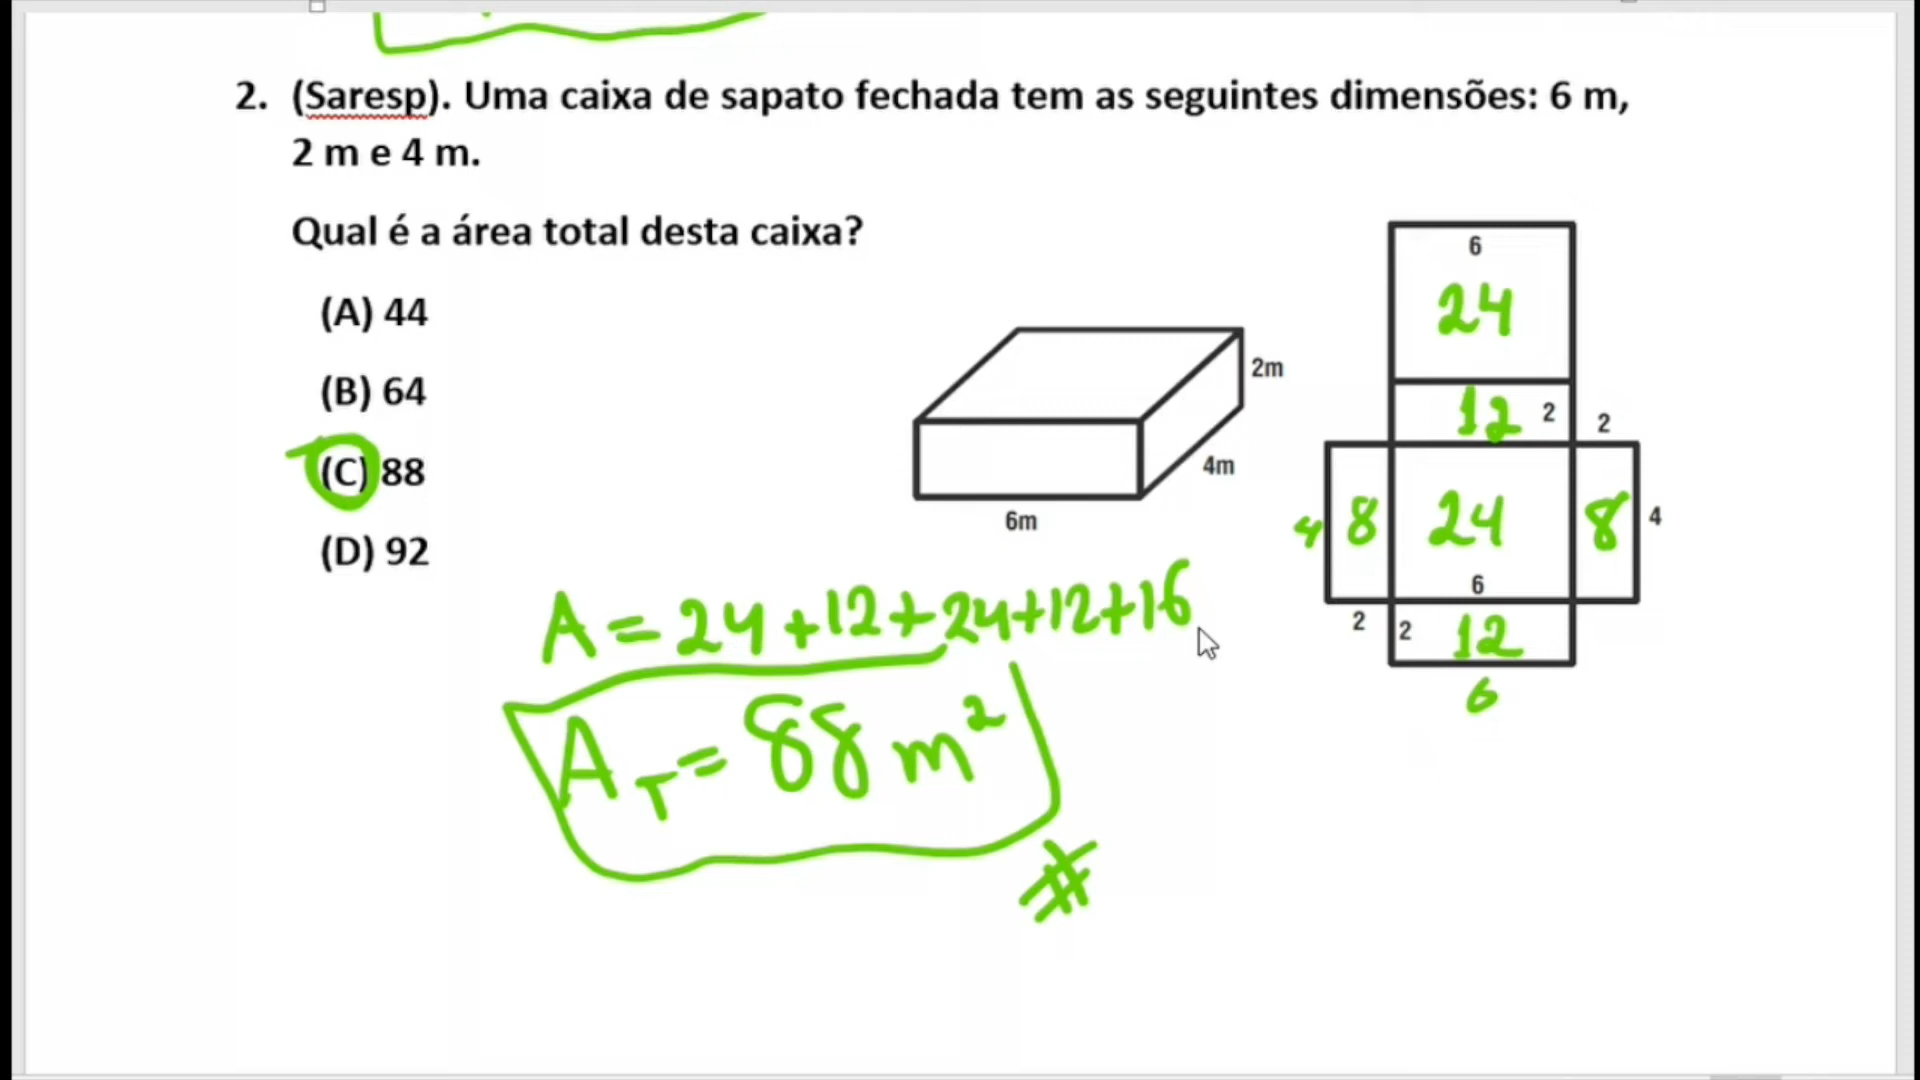 2. (Saresp). Uma caixa de sapato fechada tem as seguintes dimensões: 6 m,
2 m e 4 m.
Qual é a área total desta caixa?
(A) 44
(B) 64
(C) 88
(D) 92
2m
4m
6m
6
24
12 2
2
4 8 24 8 4
6
2
2 12
6
A = 24 + 12 + 24 + 12 + 16
A_T = 88 m²
#